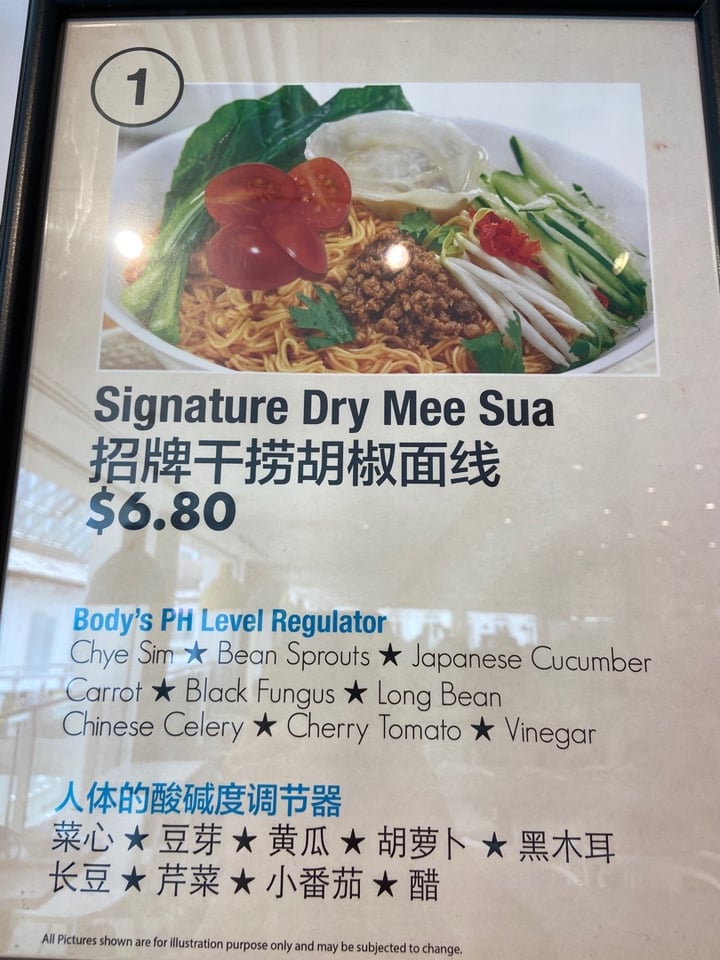 1
Signature Dry Mee Sua
招牌干捞胡椒面线
$6.80
Body's PH Level Regulator
Chye Sim ★ Bean Sprouts ★ Japanese Cucumber
Carrot ★ Black Fungus ★ Long Bean
Chinese Celery ★ Cherry Tomato ★ Vinegar
人体的酸碱度调节器
菜心 ★ 豆芽 ★ 黄瓜 ★ 胡萝卜 ★ 黑木耳
长豆 ★ 芹菜 ★ 小番茄 ★ 醋
All Pictures shown are for illustration purpose only and may be subjected to change.